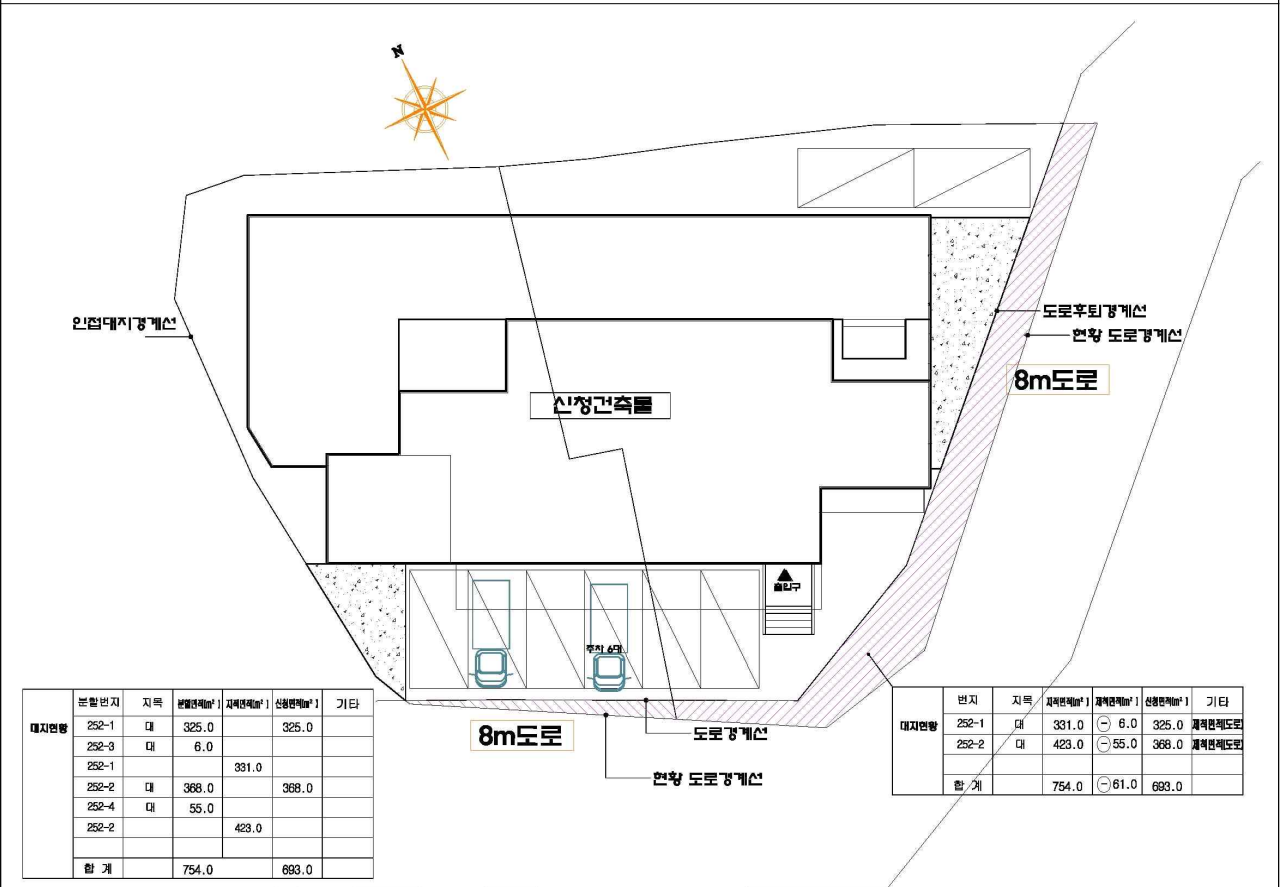 N
인접대지경계선
도로후퇴경계선
현황 도로경계선
8m도로
신청건축물
출입구
주차 6대
8m도로
도로경계선
현황 도로경계선
대지현황
분할번지 지목 분할면적(m²) 지적면적(m²) 신청면적(m²) 기타
252-1 대 325.0 325.0
252-3 대 6.0
252-1 331.0
252-2 대 368.0 368.0
252-4 대 55.0
252-2 423.0
합 계 754.0 693.0
대지현황
번지 지목 지적면적(m²) 제척면적(m²) 신청면적(m²) 기타
252-1 대 331.0 - 6.0 325.0 제척면적(도로)
252-2 대 423.0 - 55.0 368.0 제척면적(도로)
합 계 754.0 - 61.0 693.0